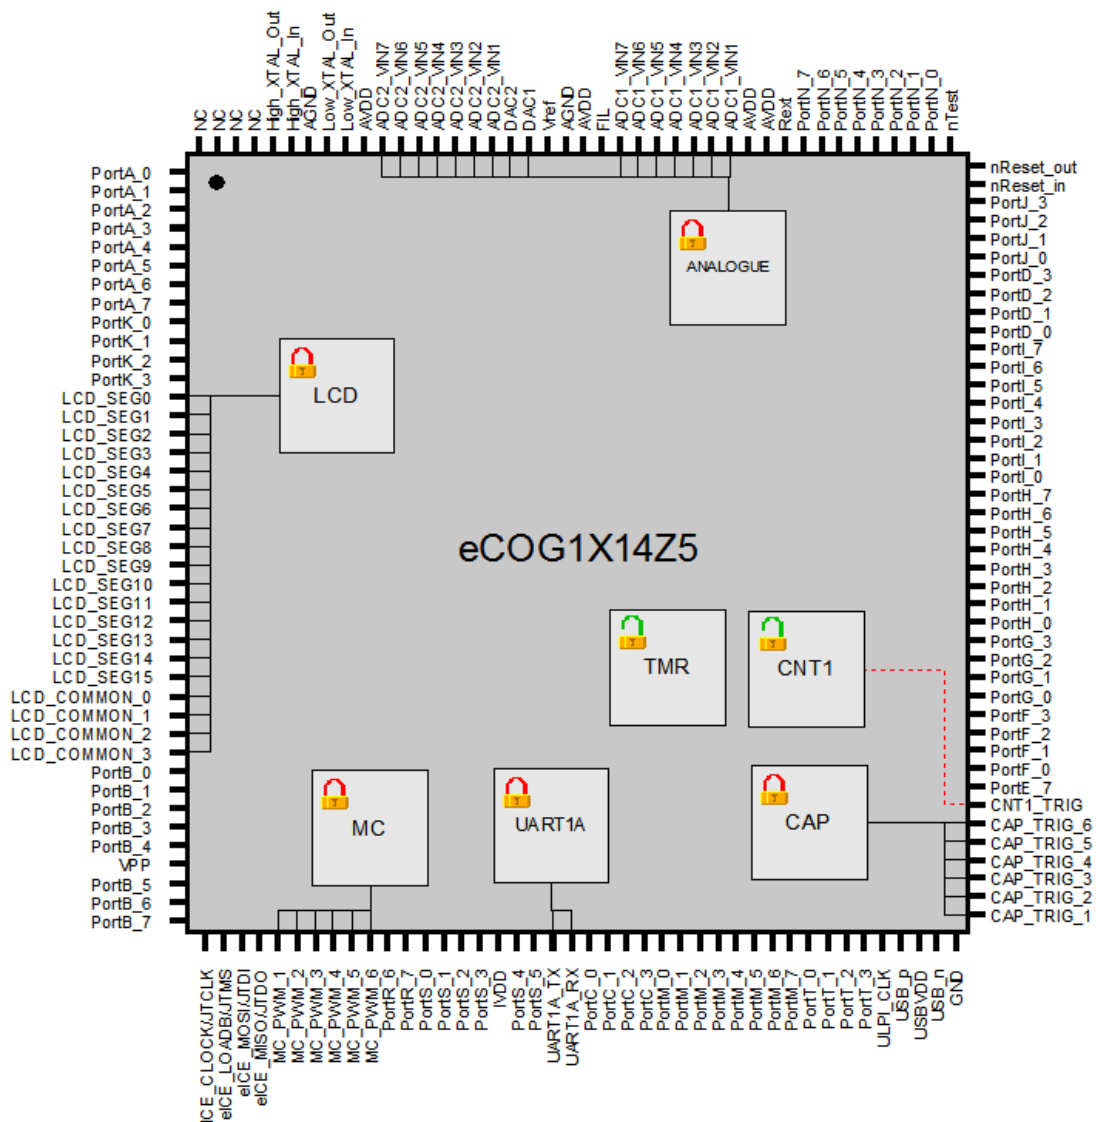 NC
NC
NC
NC
High_XTAL_Out
High_XTAL_In
AGND
Low_XTAL_Out
Low_XTAL_In
AVDD
ADC2_VIN7
ADC2_VIN6
ADC2_VIN5
ADC2_VIN4
ADC2_VIN3
ADC2_VIN2
ADC2_VIN1
DAC2
DAC1
Vref
AGND
AVDD
FIL
ADC1_VIN7
ADC1_VIN6
ADC1_VIN5
ADC1_VIN4
ADC1_VIN3
ADC1_VIN2
ADC1_VIN1
AVDD
AVDD
Rext
PortN_7
PortN_6
PortN_5
PortN_4
PortN_3
PortN_2
PortN_1
PortN_0
nTest
PortA_0
PortA_1
PortA_2
PortA_3
PortA_4
PortA_5
PortA_6
PortA_7
PortK_0
PortK_1
PortK_2
PortK_3
LCD_SEG0
LCD_SEG1
LCD_SEG2
LCD_SEG3
LCD_SEG4
LCD_SEG5
LCD_SEG6
LCD_SEG7
LCD_SEG8
LCD_SEG9
LCD_SEG10
LCD_SEG11
LCD_SEG12
LCD_SEG13
LCD_SEG14
LCD_SEG15
LCD_COMMON_0
LCD_COMMON_1
LCD_COMMON_2
LCD_COMMON_3
PortB_0
PortB_1
PortB_2
PortB_3
PortB_4
VPP
PortB_5
PortB_6
PortB_7
ANALOGUE
LCD
eCOG1X14Z5
TMR
CNT1
MC
UART1A
CAP
nReset_out
nReset_in
PortJ_3
PortJ_2
PortJ_1
PortJ_0
PortD_3
PortD_2
PortD_1
PortD_0
PortI_7
PortI_6
PortI_5
PortI_4
PortI_3
PortI_2
PortI_1
PortI_0
PortH_7
PortH_6
PortH_5
PortH_4
PortH_3
PortH_2
PortH_1
PortH_0
PortG_3
PortG_2
PortG_1
PortG_0
PortF_3
PortF_2
PortF_1
PortF_0
PortE_7
CNT1_TRIG
CAP_TRIG_6
CAP_TRIG_5
CAP_TRIG_4
CAP_TRIG_3
CAP_TRIG_2
CAP_TRIG_1
ICE_CLOCK/JTCLK
eICE_LOADB/JTMS
eICE_MOSI/JTDI
eICE_MISO/JTDO
MC_PWM_1
MC_PWM_2
MC_PWM_3
MC_PWM_4
MC_PWM_5
MC_PWM_6
PortR_6
PortR_7
PortS_0
PortS_1
PortS_2
PortS_3
IVDD
PortS_4
PortS_5
UART1A_TX
UART1A_RX
PortC_0
PortC_1
PortC_2
PortC_3
PortM_0
PortM_1
PortM_2
PortM_3
PortM_4
PortM_5
PortM_6
PortM_7
PortT_0
PortT_1
PortT_2
PortT_3
ULPI_CLK
USB_p
USBVDD
USB_n
GND